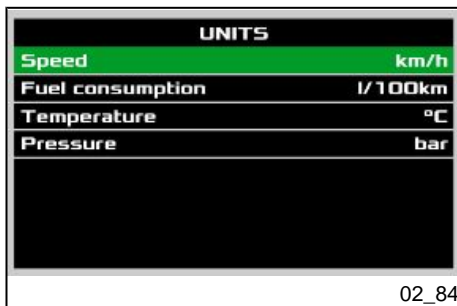 UNITS
Speed km/h
Fuel consumption l/100km
Temperature °C
Pressure bar
02_84